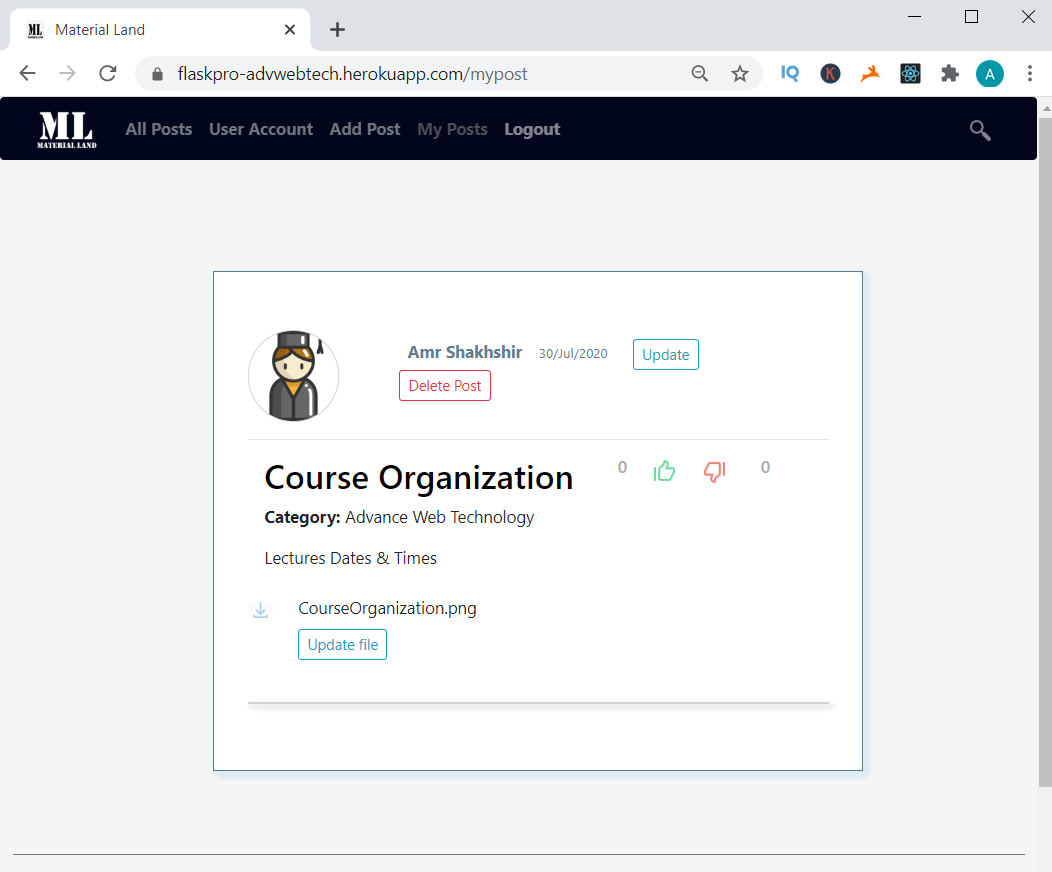 ML Material Land
flaskpro-advwebtech.herokuapp.com/mypost
IQ K A
ML
MATERIAL LAND
All Posts User Account Add Post My Posts Logout
Amr Shakhshir 30/Jul/2020 Update
Delete Post
Course Organization 0 0
Category: Advance Web Technology
Lectures Dates & Times
CourseOrganization.png
Update file